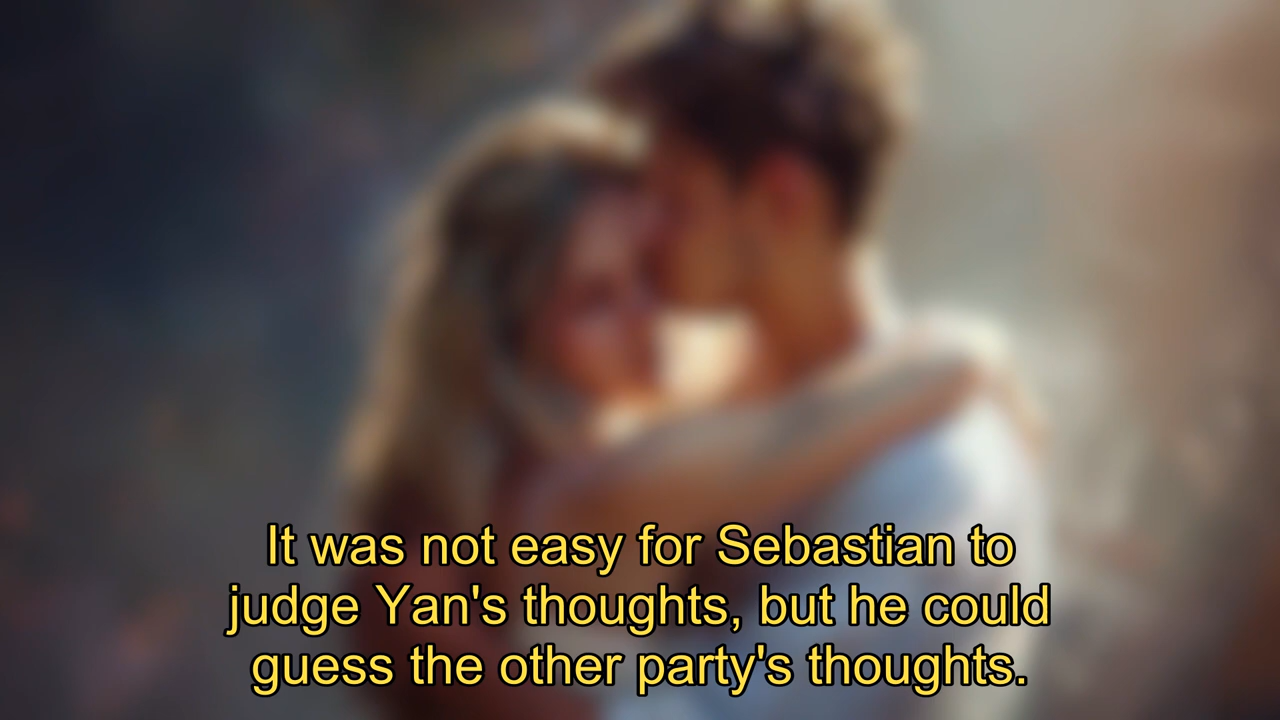 It was not easy for Sebastian to
judge Yan's thoughts, but he could
guess the other party's thoughts.